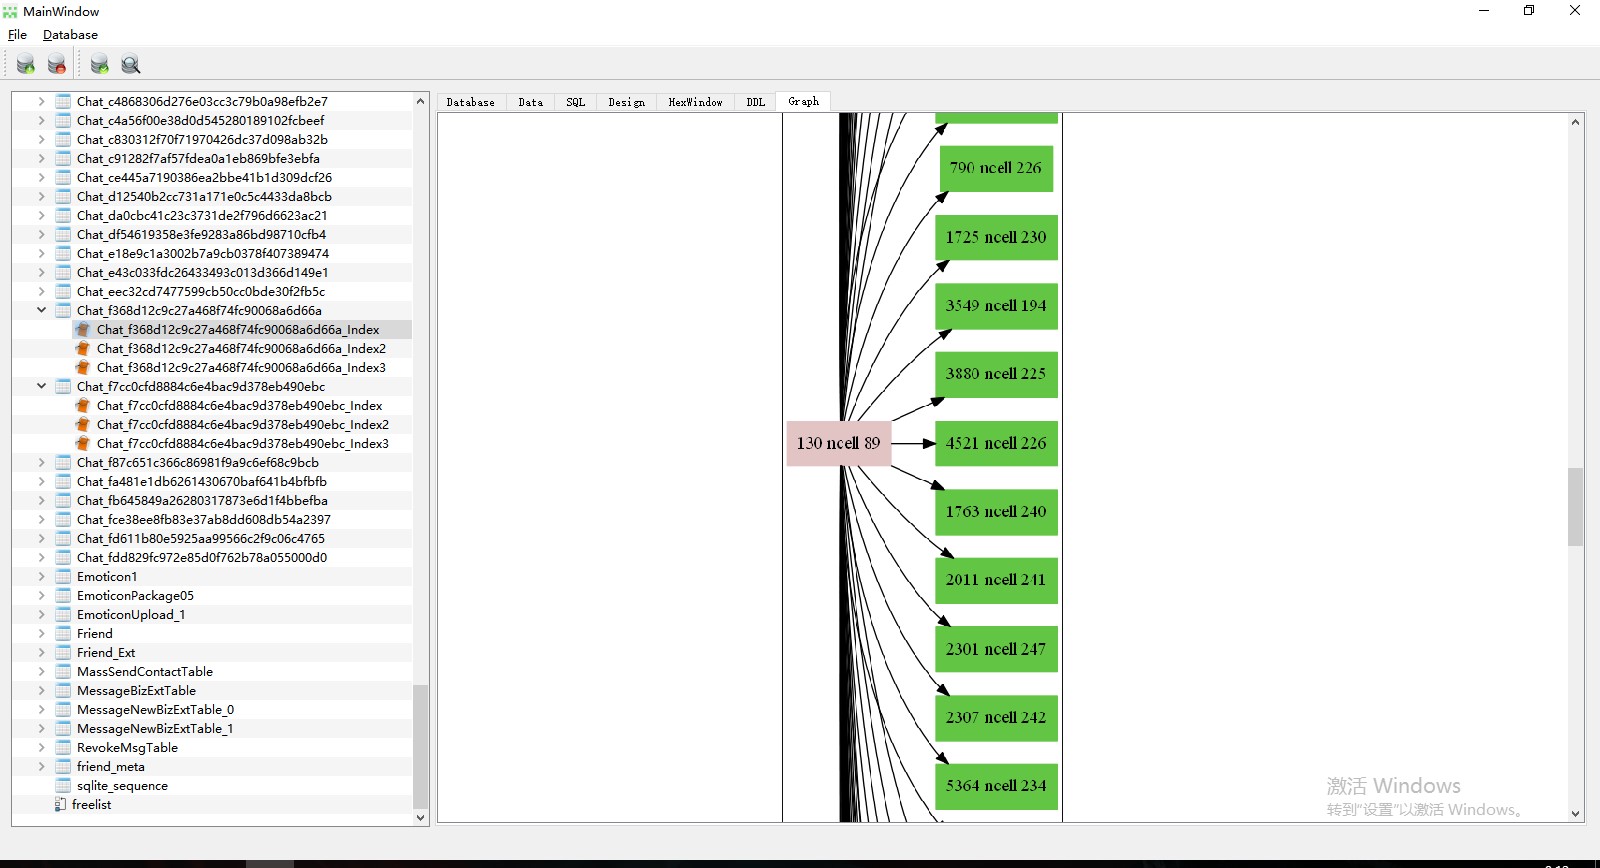 MainWindow
File Database
Chat_c4868306d276e03cc3c79b0a98efb2e7
Chat_c4a56f00e38d0d545280189102fcbeef
Chat_c830312f70f71970426dc37d098ab32b
Chat_c91282f7af57fdea0a1eb869bfe3ebfa
Chat_ce445a7190386ea2bbe41b1d309dcf26
Chat_d12540b2cc731a171e0c5c4433da8bcb
Chat_da0cbc41c23c3731de2f796d6623ac21
Chat_df54619358e3fe9283a86bd98710cfb4
Chat_e18e9c1a3002b7a9cb0378f407389474
Chat_e43c033fdc26433493c013d366d149e1
Chat_eec32cd7477599cb50cc0bde30f2fb5c
Chat_f368d12c9c27a468f74fc90068a6d66a
Chat_f368d12c9c27a468f74fc90068a6d66a_Index
Chat_f368d12c9c27a468f74fc90068a6d66a_Index2
Chat_f368d12c9c27a468f74fc90068a6d66a_Index3
Chat_f7cc0cfd8884c6e4bac9d378eb490ebc
Chat_f7cc0cfd8884c6e4bac9d378eb490ebc_Index
Chat_f7cc0cfd8884c6e4bac9d378eb490ebc_Index2
Chat_f7cc0cfd8884c6e4bac9d378eb490ebc_Index3
Chat_f87c651c366c86981f9a9c6ef68c9bcb
Chat_fa481e1db6261430670baf641b4bfbfb
Chat_fb645849a26280317873e6d1f4bbefba
Chat_fce38ee8fb83e37ab8dd608db54a2397
Chat_fd611b80e5925aa99566c2f9c06c4765
Chat_fdd829fc972e85d0f762b78a055000d0
Emoticon1
EmoticonPackage05
EmoticonUpload_1
Friend
Friend_Ext
MassSendContactTable
MessageBizExtTable
MessageNewBizExtTable_0
MessageNewBizExtTable_1
RevokeMsgTable
friend_meta
sqlite_sequence
freelist
Database Data SQL Design HexWindow DDL Graph
790 ncell 226
1725 ncell 230
3549 ncell 194
3880 ncell 225
130 ncell 89
4521 ncell 226
1763 ncell 240
2011 ncell 241
2301 ncell 247
2307 ncell 242
5364 ncell 234
激活 Windows
转到"设置"以激活 Windows。